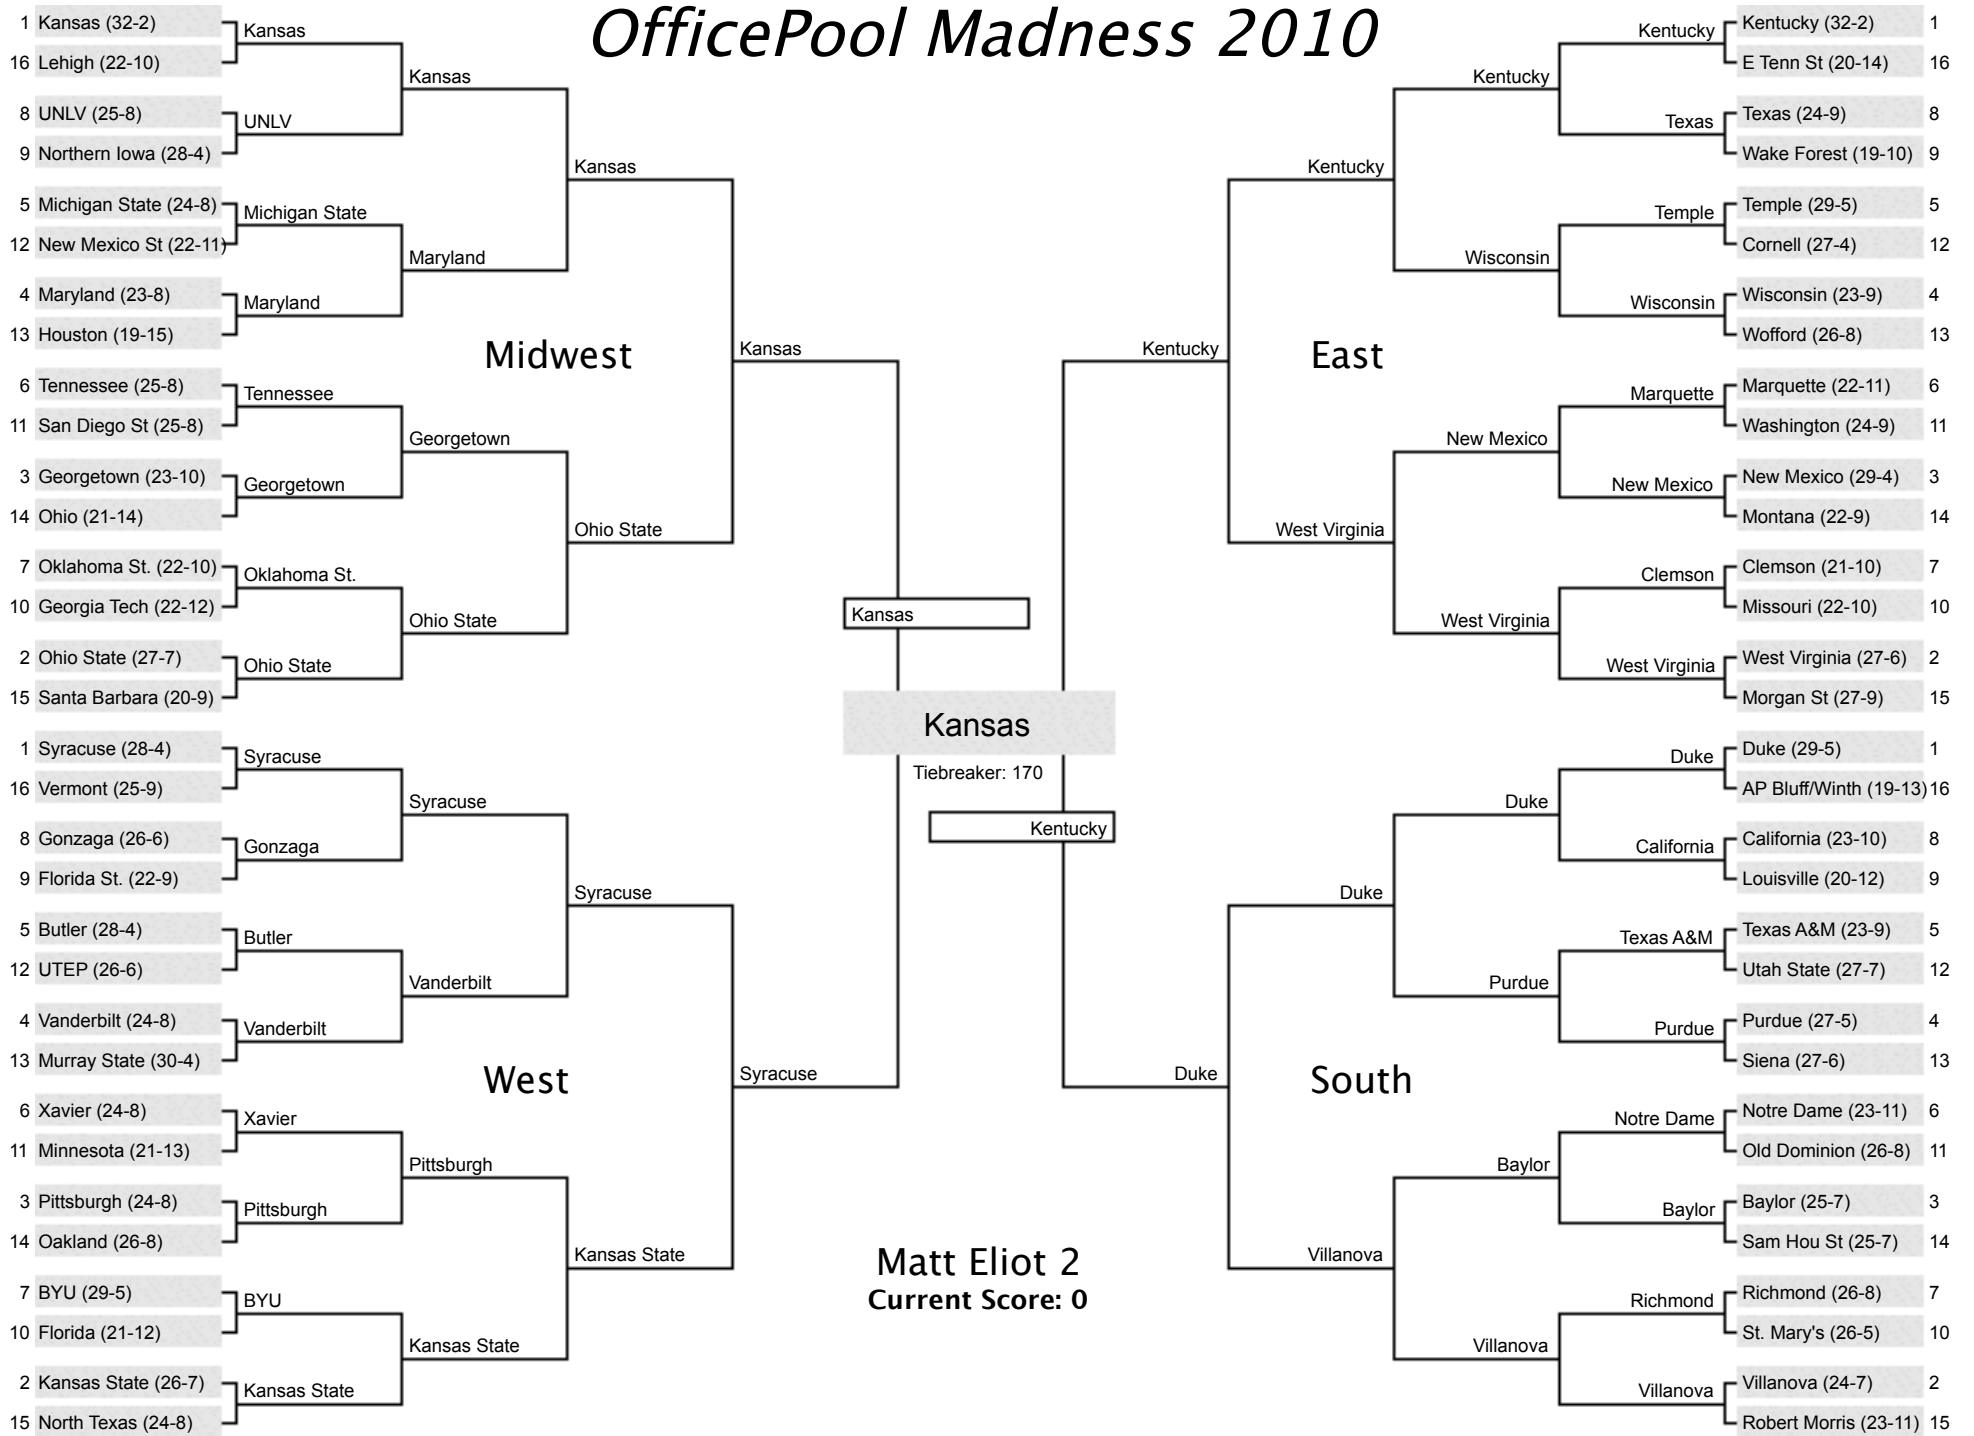 OfficePool Madness 2010
1 Kansas (32-2)
16 Lehigh (22-10)
8 UNLV (25-8)
9 Northern Iowa (28-4)
5 Michigan State (24-8)
12 New Mexico St (22-11)
4 Maryland (23-8)
13 Houston (19-15)
6 Tennessee (25-8)
11 San Diego St (25-8)
3 Georgetown (23-10)
14 Ohio (21-14)
7 Oklahoma St. (22-10)
10 Georgia Tech (22-12)
2 Ohio State (27-7)
15 Santa Barbara (20-9)
Kansas
UNLV
Michigan State
Maryland
Tennessee
Georgetown
Oklahoma St.
Ohio State
Kansas
Maryland
Georgetown
Ohio State
Kansas
Ohio State
Kansas
Midwest
1 Syracuse (28-4)
16 Vermont (25-9)
8 Gonzaga (26-6)
9 Florida St. (22-9)
5 Butler (28-4)
12 UTEP (26-6)
4 Vanderbilt (24-8)
13 Murray State (30-4)
6 Xavier (24-8)
11 Minnesota (21-13)
3 Pittsburgh (24-8)
14 Oakland (26-8)
7 BYU (29-5)
10 Florida (21-12)
2 Kansas State (26-7)
15 North Texas (24-8)
Syracuse
Gonzaga
Butler
Vanderbilt
Xavier
Pittsburgh
BYU
Kansas State
Syracuse
Vanderbilt
Pittsburgh
Kansas State
Syracuse
Kansas State
Syracuse
West
Kansas
Kansas
Tiebreaker: 170
Kentucky
Matt Eliot 2
Current Score: 0
Kentucky (32-2) 1
E Tenn St (20-14) 16
Texas (24-9) 8
Wake Forest (19-10) 9
Temple (29-5) 5
Cornell (27-4) 12
Wisconsin (23-9) 4
Wofford (26-8) 13
Marquette (22-11) 6
Washington (24-9) 11
New Mexico (29-4) 3
Montana (22-9) 14
Clemson (21-10) 7
Missouri (22-10) 10
West Virginia (27-6) 2
Morgan St (27-9) 15
Kentucky
Texas
Temple
Wisconsin
Marquette
New Mexico
Clemson
West Virginia
Kentucky
Wisconsin
New Mexico
West Virginia
Kentucky
West Virginia
Kentucky
East
Duke (29-5) 1
AP Bluff/Winth (19-13) 16
California (23-10) 8
Louisville (20-12) 9
Texas A&M (23-9) 5
Utah State (27-7) 12
Purdue (27-5) 4
Siena (27-6) 13
Notre Dame (23-11) 6
Old Dominion (26-8) 11
Baylor (25-7) 3
Sam Hou St (25-7) 14
Richmond (26-8) 7
St. Mary's (26-5) 10
Villanova (24-7) 2
Robert Morris (23-11) 15
Duke
California
Texas A&M
Purdue
Notre Dame
Baylor
Richmond
Villanova
Duke
Purdue
Baylor
Villanova
Duke
Villanova
Duke
South